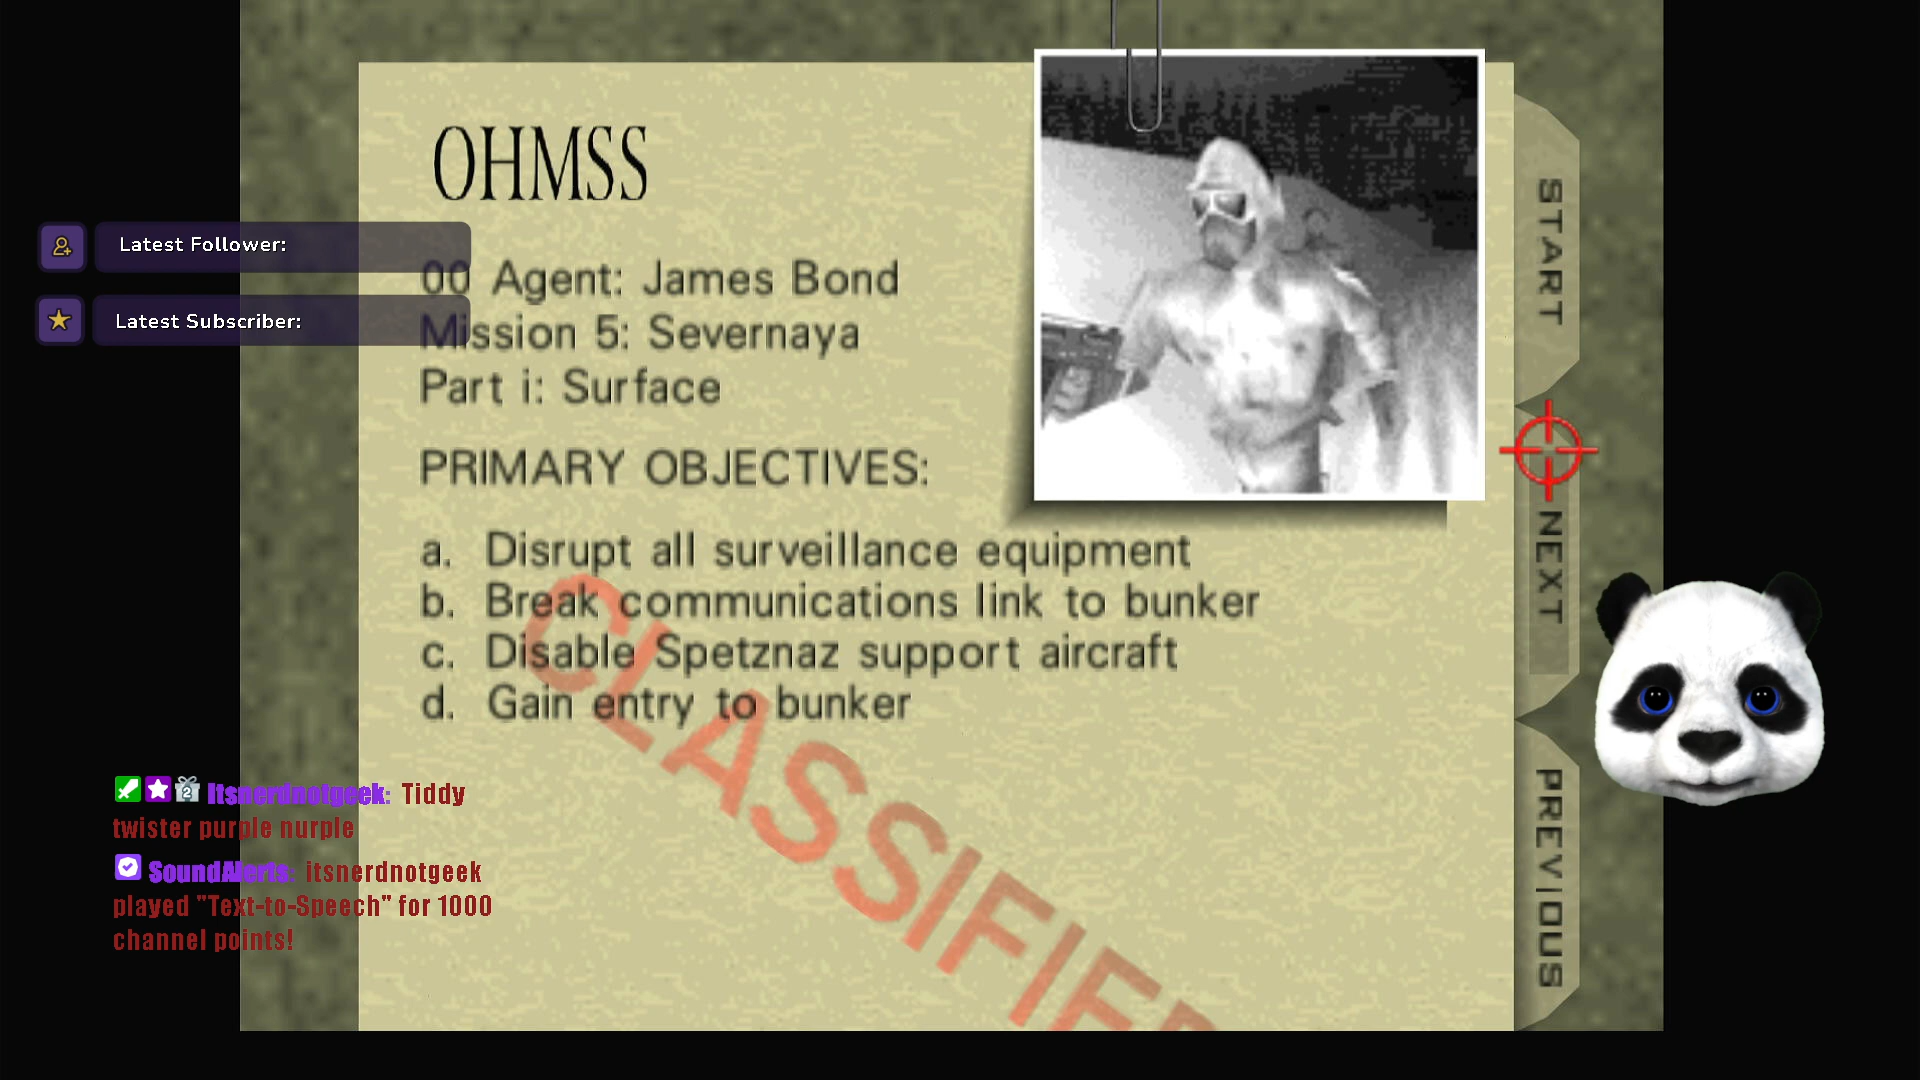 OHMSS
Latest Follower:
00 Agent: James Bond
Latest Subscriber:
Mission 5: Severnaya
Part i: Surface
PRIMARY OBJECTIVES:
a. Disrupt all surveillance equipment
b. Break communications link to bunker
c. Disable Spetznaz support aircraft
d. Gain entry to bunker
CLASSIFIED
START
NEXT
PREVIOUS
2 Itsnerdnotgeek: Tiddy
twister purple nurple
SoundAlerts: itsnerdnotgeek
played "Text-to-Speech" for 1000
channel points!